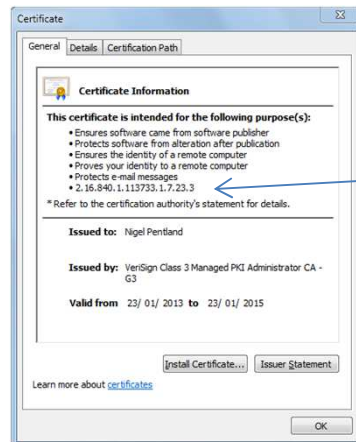 Certificate
General Details Certification Path
Certificate Information
This certificate is intended for the following purpose(s):
• Ensures software came from software publisher
• Protects software from alteration after publication
• Ensures the identity of a remote computer
• Proves your identity to a remote computer
• Protects e-mail messages
• 2.16.840.1.113733.1.7.23.3
* Refer to the certification authority's statement for details.
Issued to: Nigel Pentland
Issued by: VeriSign Class 3 Managed PKI Administrator CA -
G3
Valid from 23/ 01/ 2013 to 23/ 01/ 2015
Install Certificate... Issuer Statement
Learn more about certificates
OK